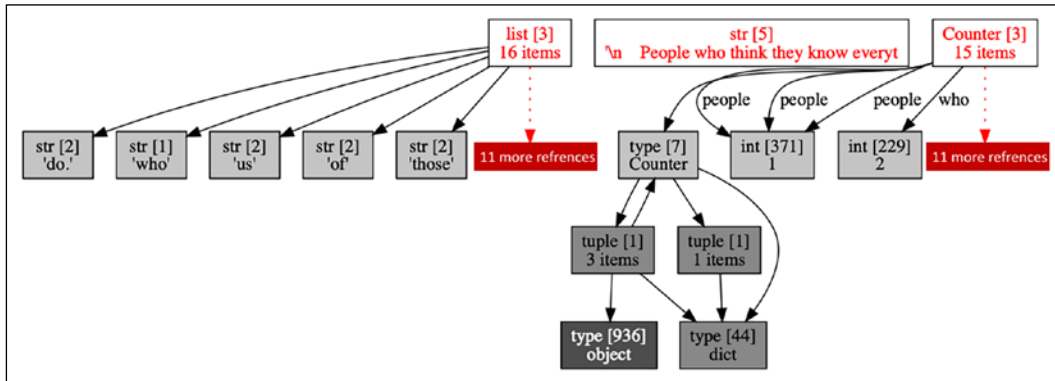 list [3]
16 items
str [5]
'\n    People who think they know everyt
Counter [3]
15 items
people
people
people
who
str [2]
'do.'
str [1]
'who'
str [2]
'us'
str [2]
'of'
str [2]
'those'
11 more refrences
type [7]
Counter
int [371]
1
int [229]
2
11 more refrences
tuple [1]
3 items
tuple [1]
1 items
type [936]
object
type [44]
dict